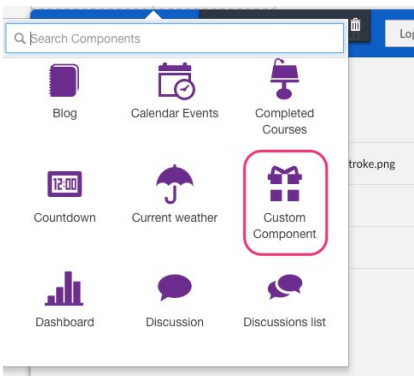 Search Components
Log
Blog
Calendar Events
Completed
Courses
troke.png
12:00
Countdown
Current weather
Custom
Component
Dashboard
Discussion
Discussions list